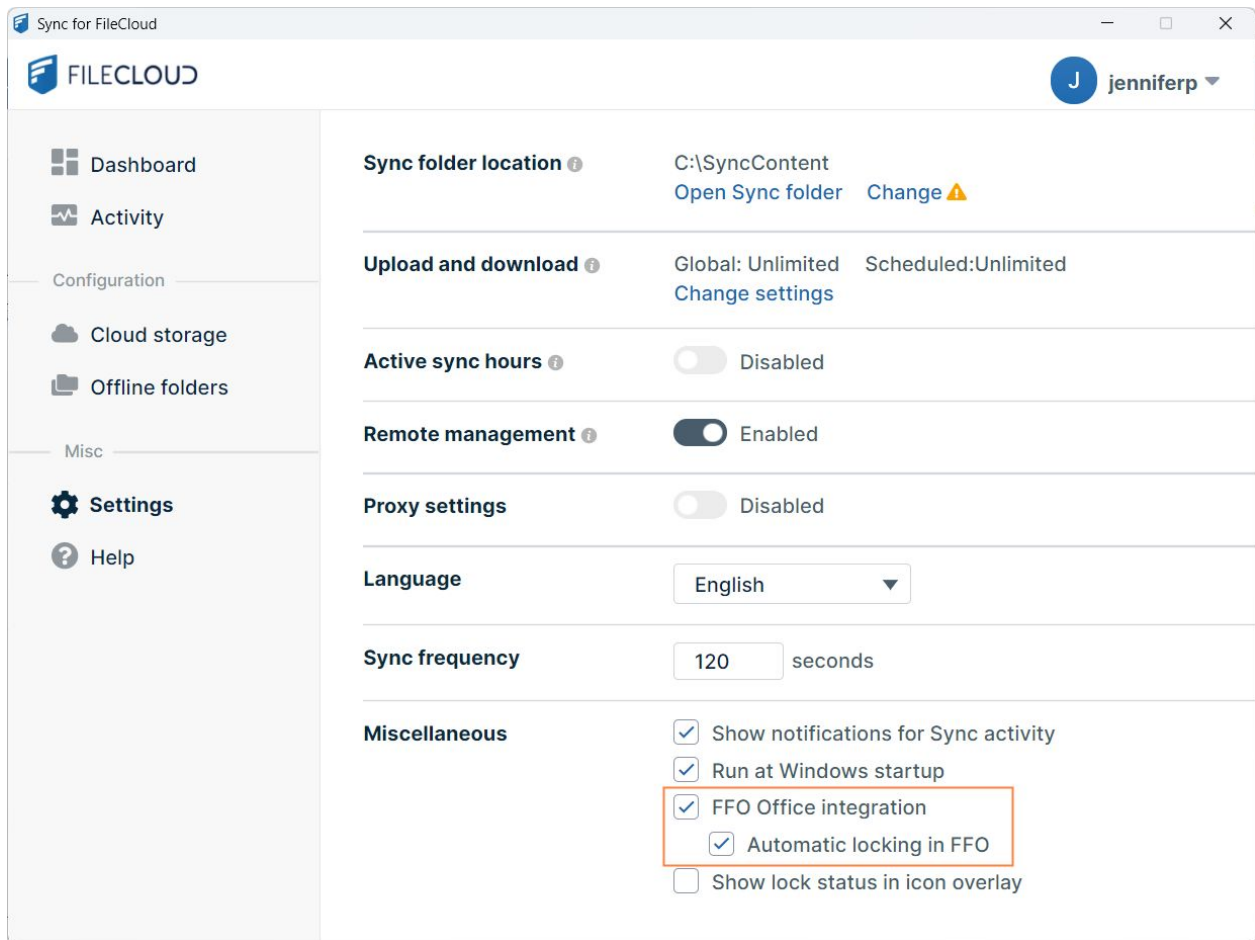 Sync for FileCloud
FILECLOUD
J jenniferp
Dashboard
Activity
Configuration
Cloud storage
Offline folders
Misc
Settings
Help
Sync folder location
C:\SyncContent
Open Sync folder Change
Upload and download
Global: Unlimited Scheduled:Unlimited
Change settings
Active sync hours
Disabled
Remote management
Enabled
Proxy settings
Disabled
Language
English
Sync frequency
120 seconds
Miscellaneous
Show notifications for Sync activity
Run at Windows startup
FFO Office integration
Automatic locking in FFO
Show lock status in icon overlay